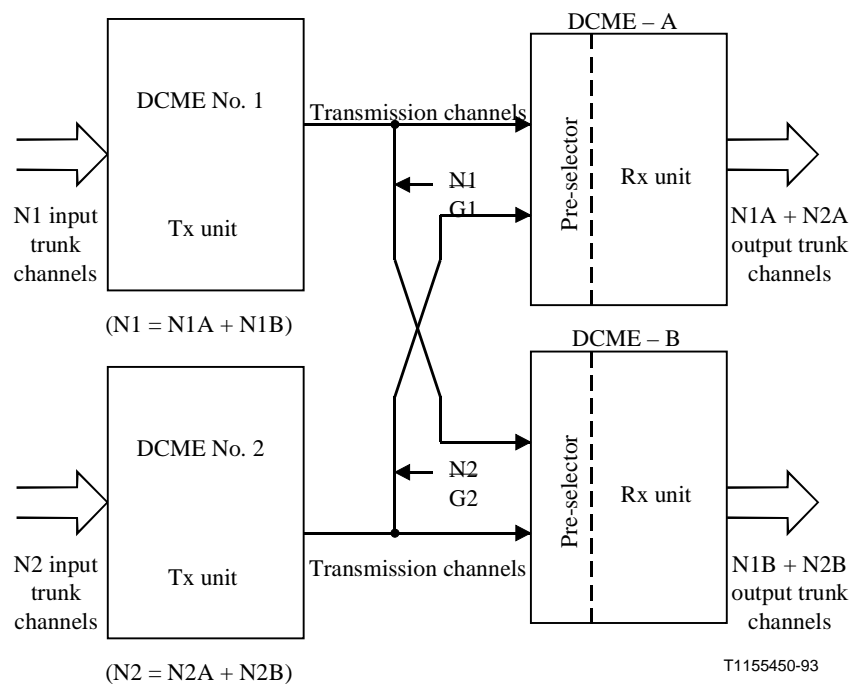 DCME – A
DCME No. 1
Transmission channels
Pre-selector
Rx unit
N1
G1
N1 input
trunk
channels
Tx unit
N1A + N2A
output trunk
channels
(N1 = N1A + N1B)
DCME – B
DCME No. 2
Pre-selector
Rx unit
N2
G2
N2 input
trunk
channels
Tx unit
Transmission channels
N1B + N2B
output trunk
channels
(N2 = N2A + N2B)
T1155450-93